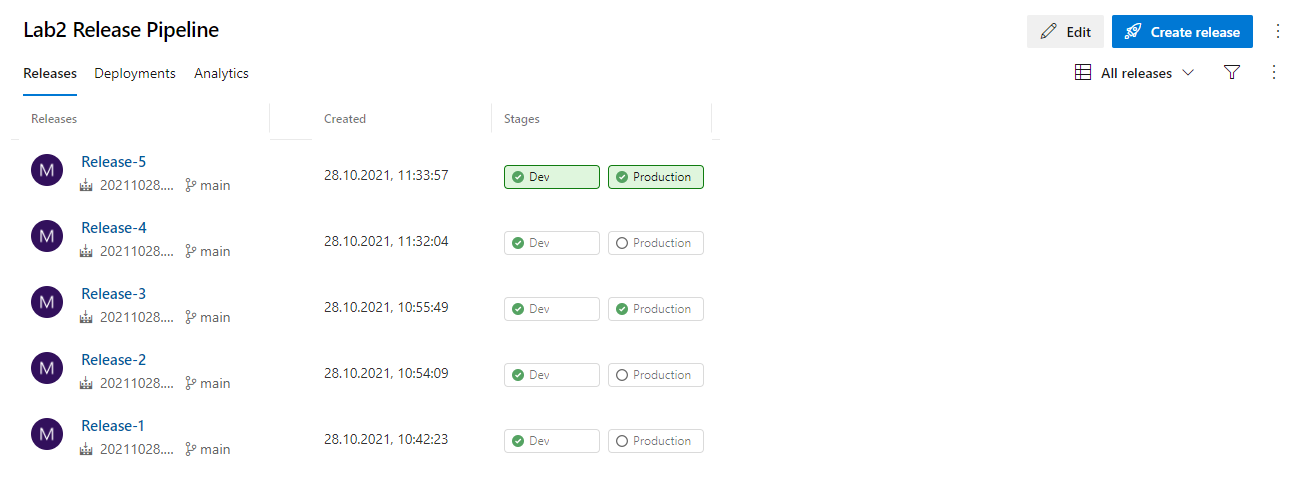 Lab2 Release Pipeline
Edit
Create release
Releases Deployments Analytics
All releases
Releases Created Stages
M Release-5
20211028.... main
28.10.2021, 11:33:57
Dev Production
M Release-4
20211028.... main
28.10.2021, 11:32:04
Dev Production
M Release-3
20211028.... main
28.10.2021, 10:55:49
Dev Production
M Release-2
20211028.... main
28.10.2021, 10:54:09
Dev Production
M Release-1
20211028.... main
28.10.2021, 10:42:23
Dev Production